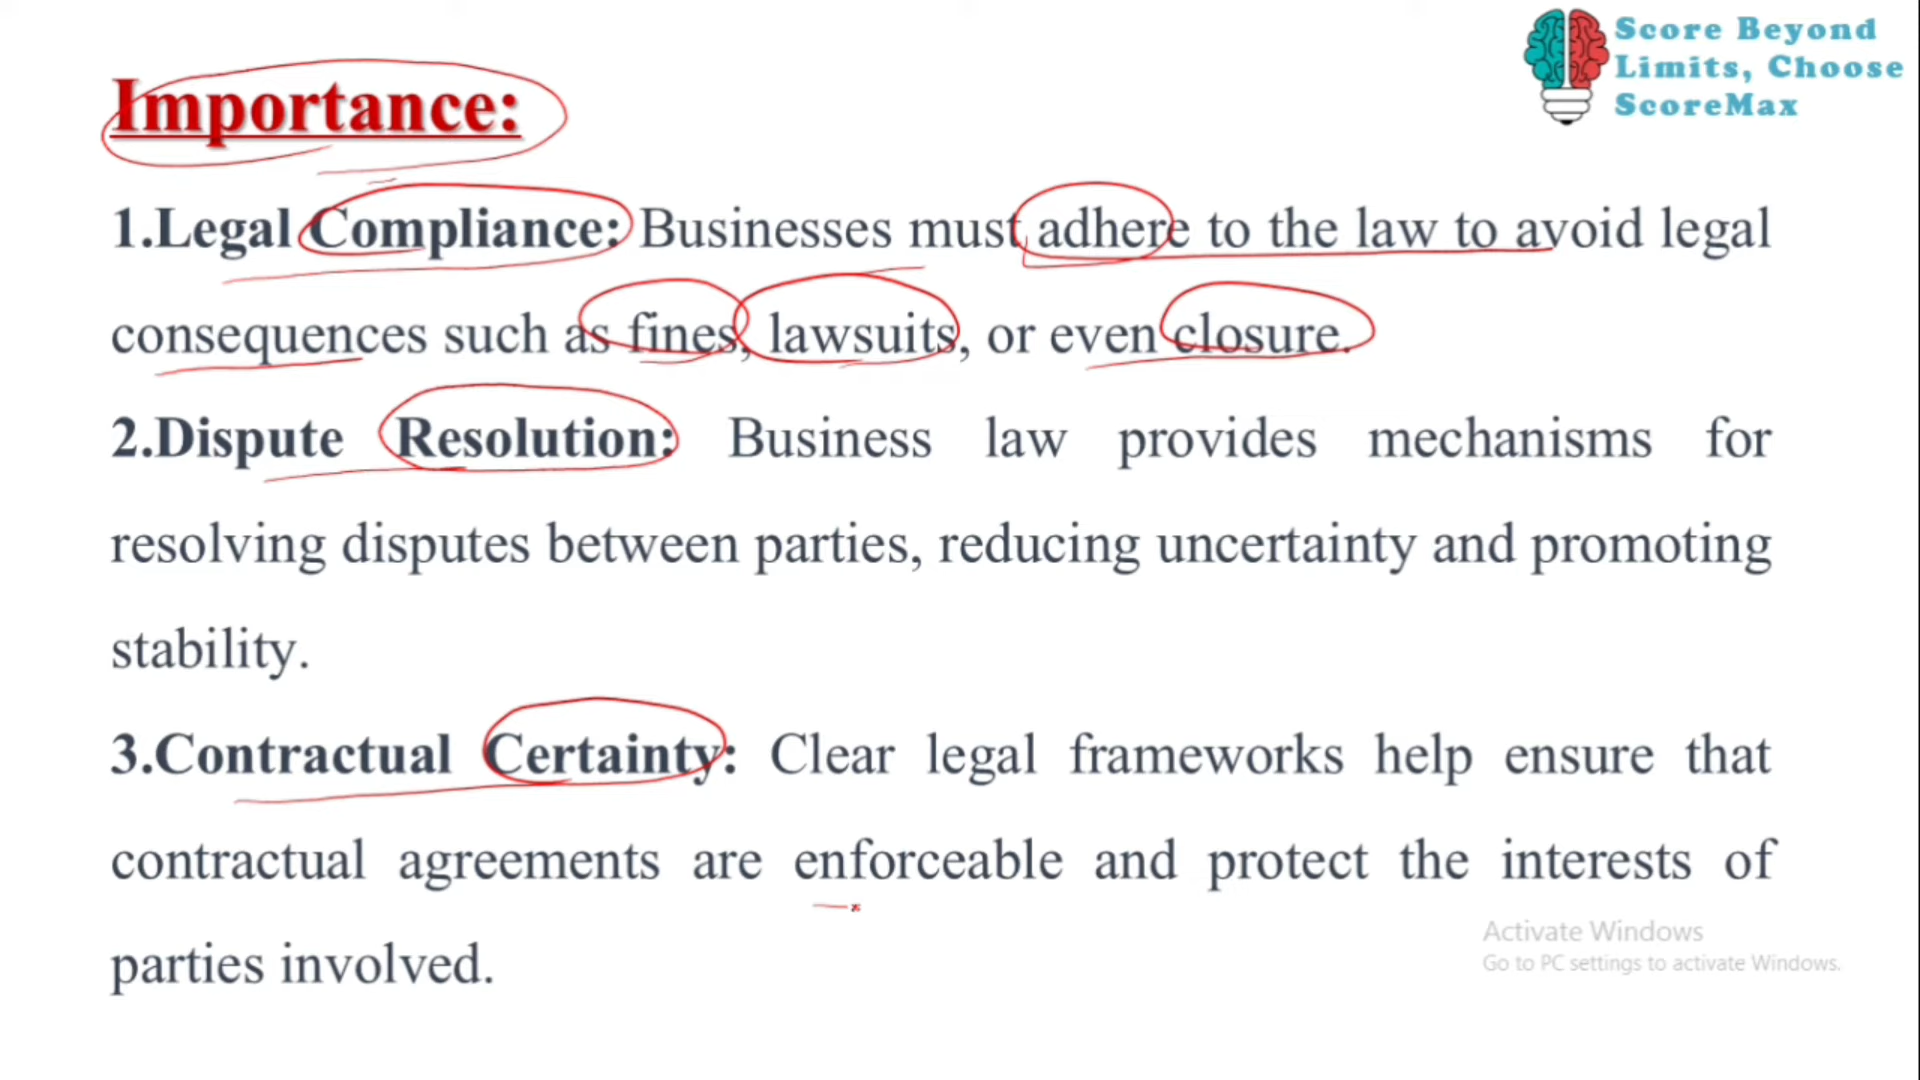 Score Beyond
Limits, Choose
ScoreMax
Importance:
1.Legal Compliance: Businesses must adhere to the law to avoid legal
consequences such as fines, lawsuits, or even closure.
2.Dispute Resolution: Business law provides mechanisms for
resolving disputes between parties, reducing uncertainty and promoting
stability.
3.Contractual Certainty: Clear legal frameworks help ensure that
contractual agreements are enforceable and protect the interests of
parties involved.
Activate Windows
Go to PC settings to activate Windows.